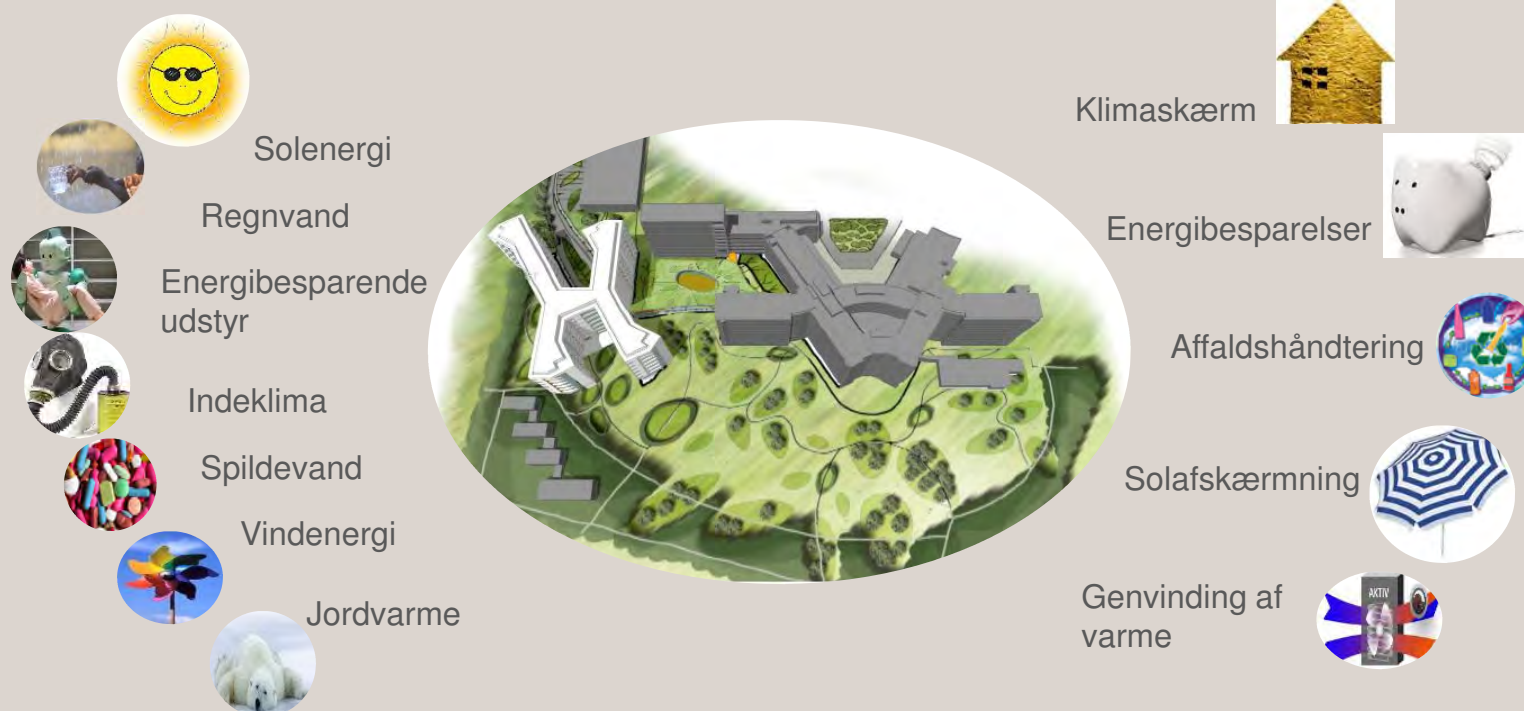 Solenergi
Regnvand
Energibesparende
udstyr
Indeklima
Spildevand
Vindenergi
Jordvarme
Klimaskærm
Energibesparelser
Affaldshåndtering
Solafskærmning
Genvinding af
varme
AKTIV